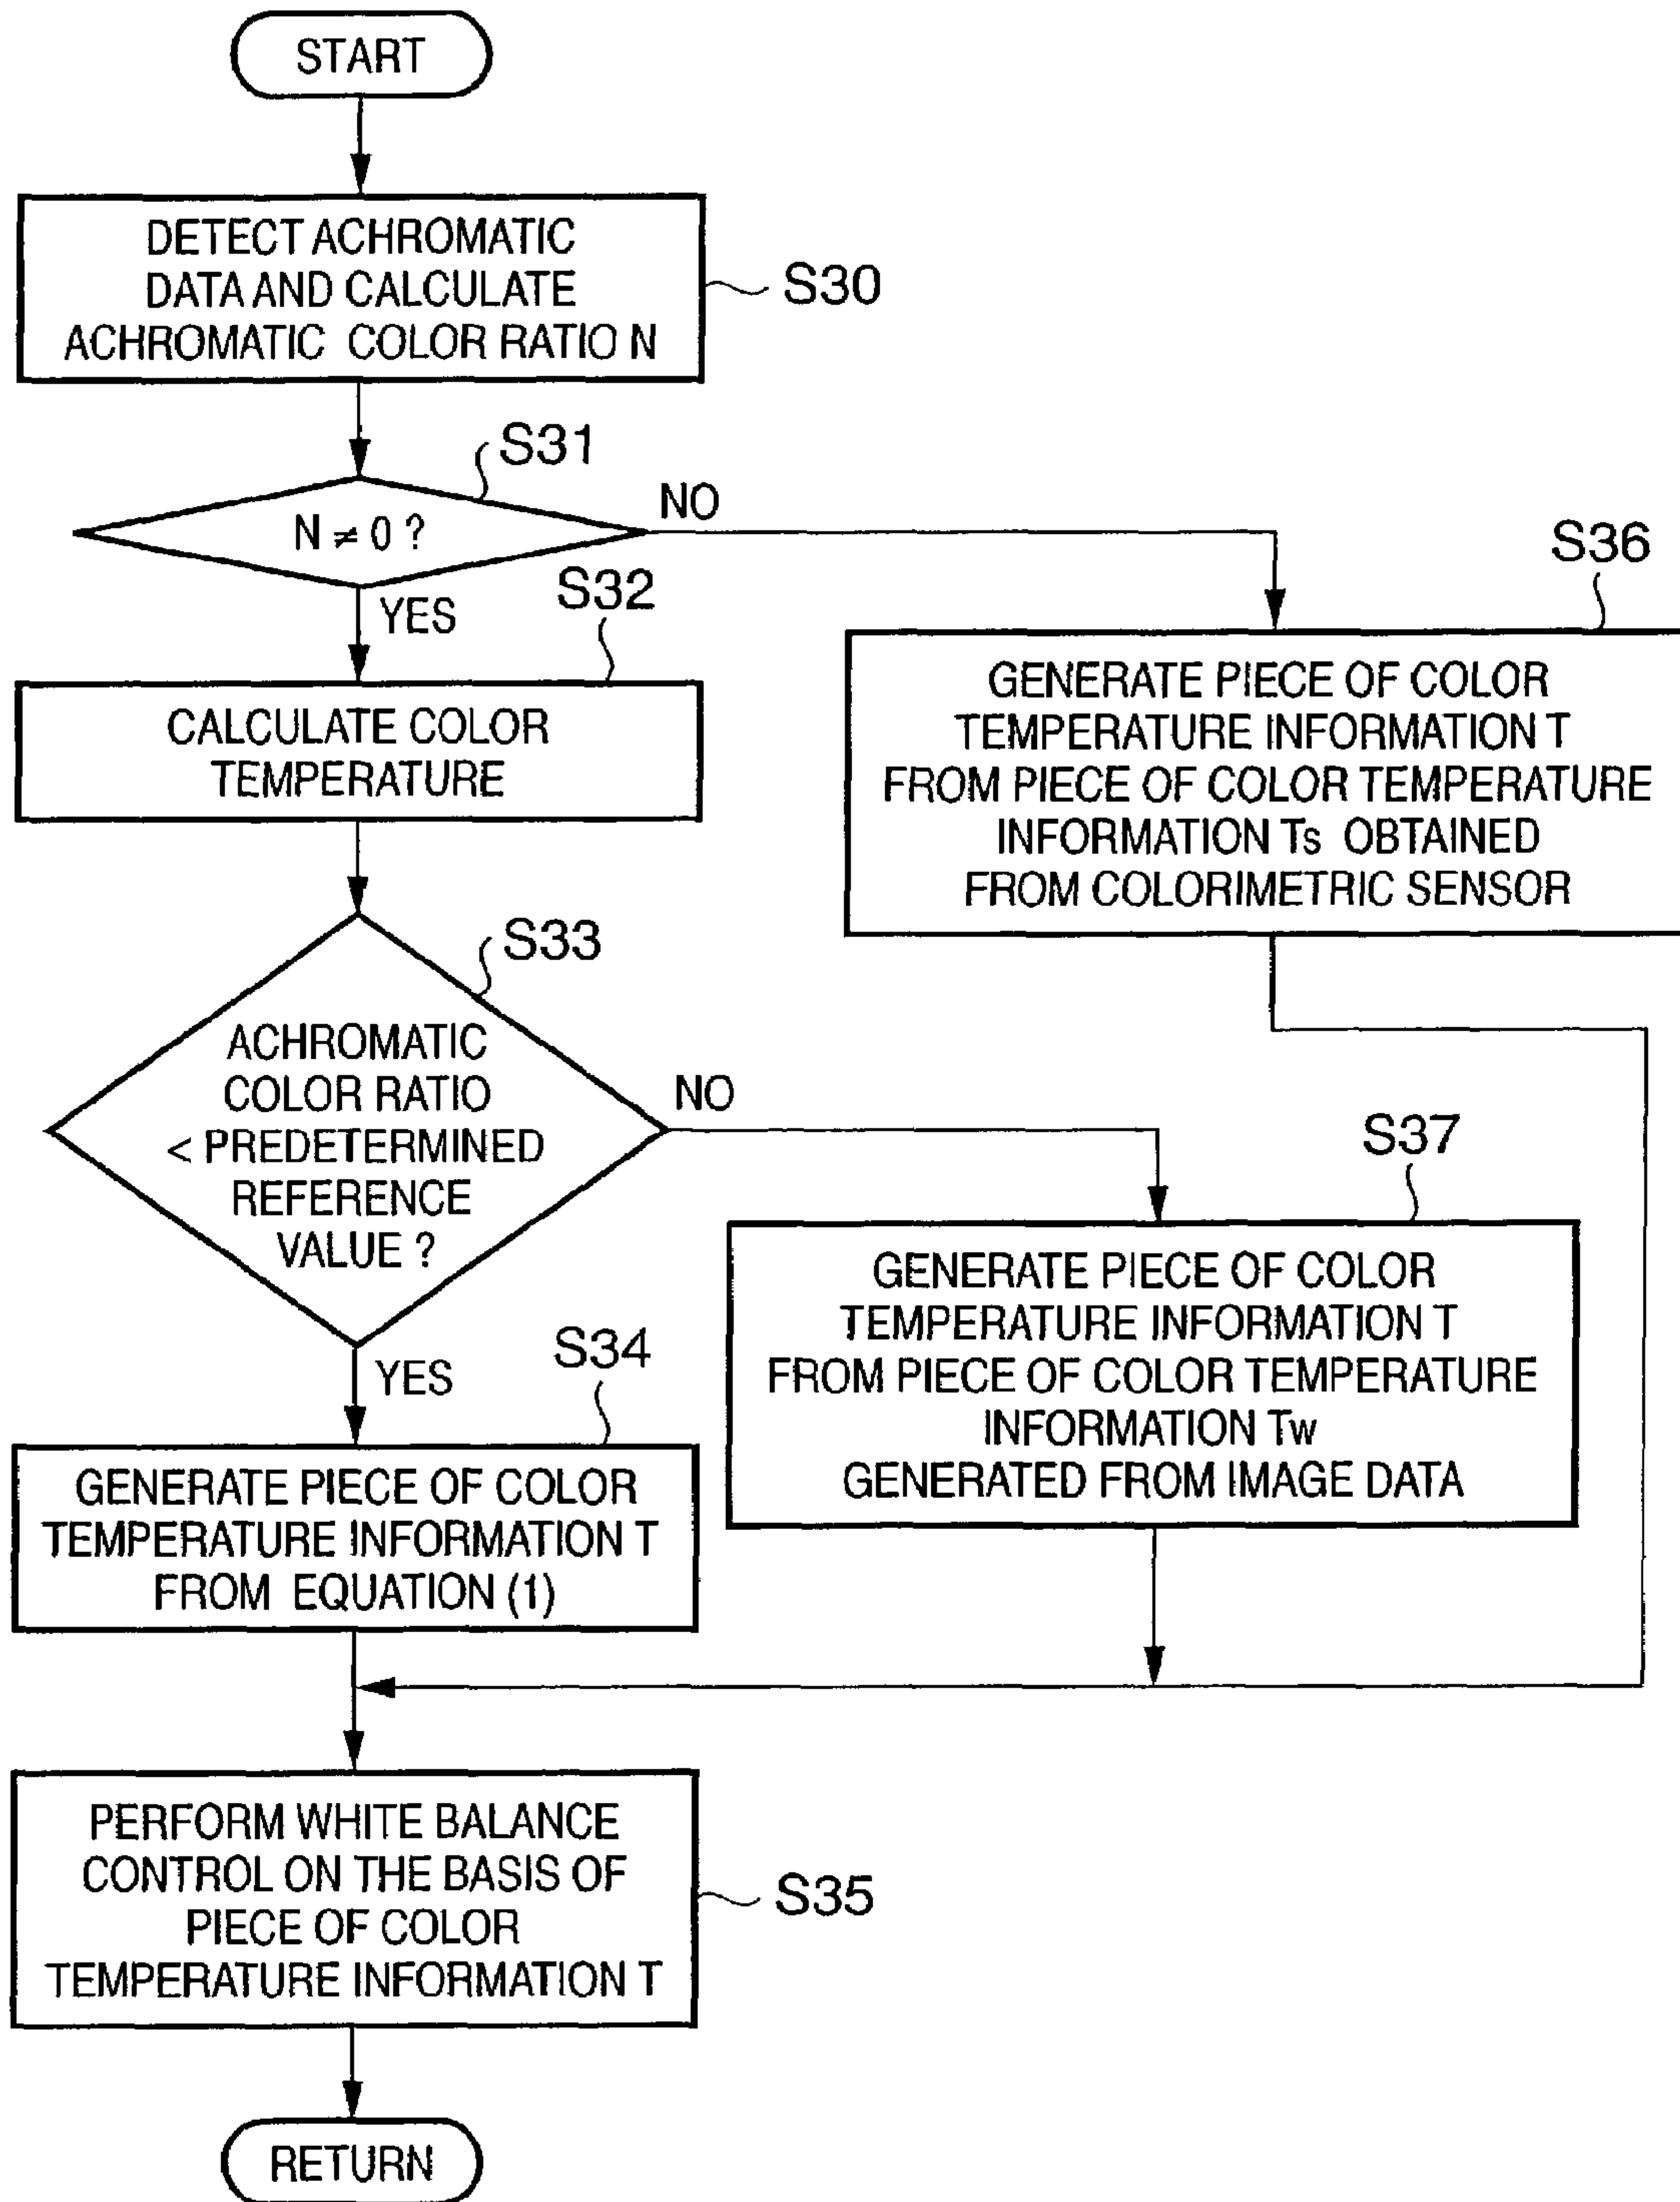 START
DETECT ACHROMATIC
DATA AND CALCULATE
ACHROMATIC COLOR RATIO N
S30
S31
N ≠ 0 ?
NO
YES
S32
CALCULATE COLOR
TEMPERATURE
S36
GENERATE PIECE OF COLOR
TEMPERATURE INFORMATION T
FROM PIECE OF COLOR TEMPERATURE
INFORMATION Ts OBTAINED
FROM COLORIMETRIC SENSOR
S33
ACHROMATIC
COLOR RATIO
< PREDETERMINED
REFERENCE
VALUE ?
NO
YES
S37
GENERATE PIECE OF COLOR
TEMPERATURE INFORMATION T
FROM PIECE OF COLOR TEMPERATURE
INFORMATION Tw
GENERATED FROM IMAGE DATA
S34
GENERATE PIECE OF COLOR
TEMPERATURE INFORMATION T
FROM EQUATION (1)
PERFORM WHITE BALANCE
CONTROL ON THE BASIS OF
PIECE OF COLOR
TEMPERATURE INFORMATION T
S35
RETURN